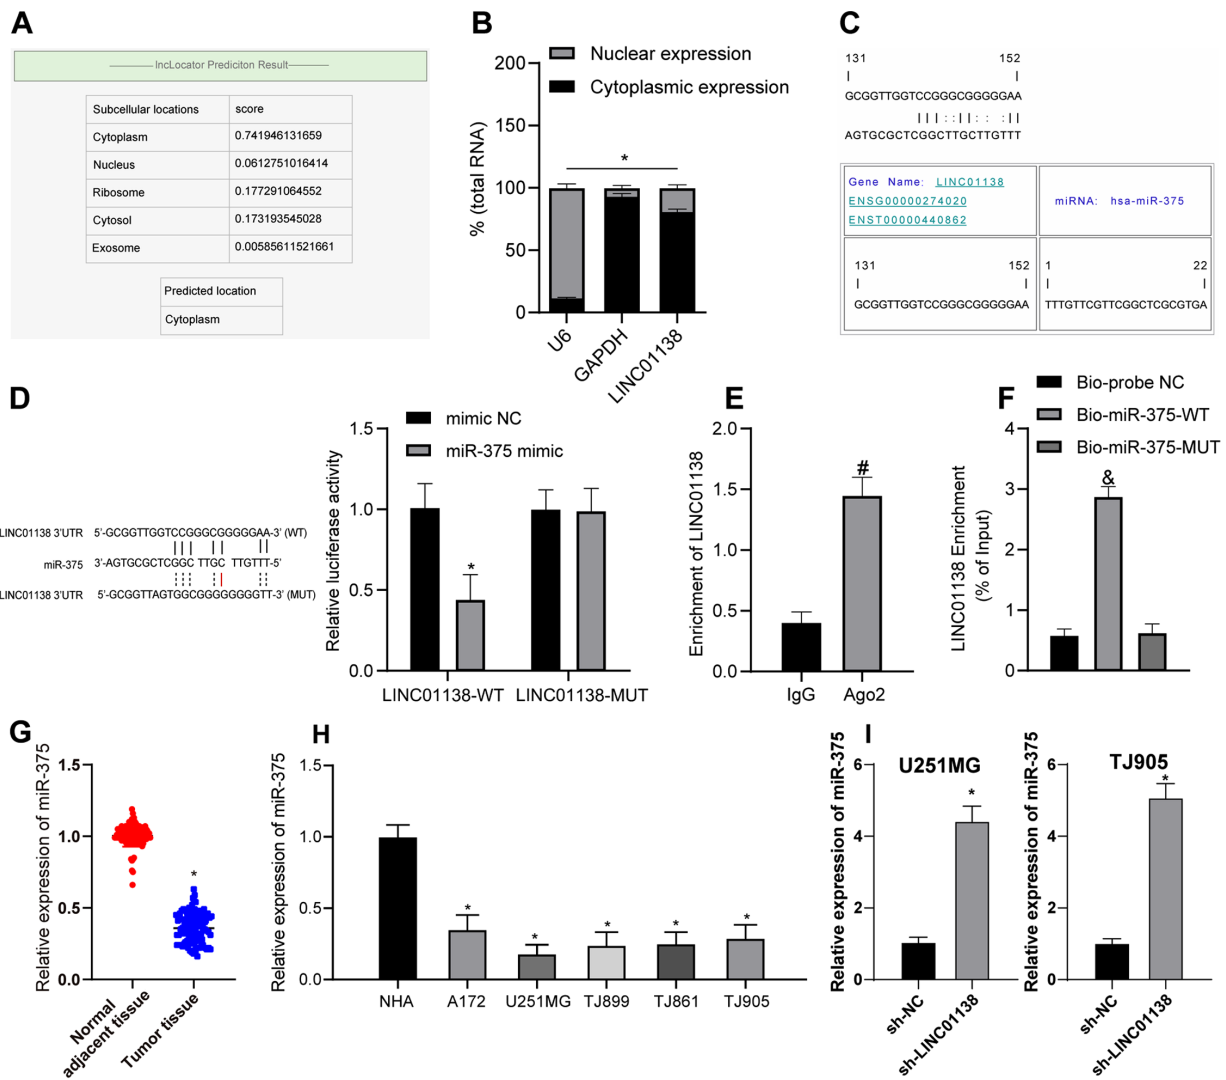 A
———— lncLocator Prediciton Result————
Subcellular locations score
Cytoplasm 0.741946131659
Nucleus 0.0612751016414
Ribosome 0.177291064552
Cytosol 0.173193545028
Exosome 0.00585611521661
Predicted location
Cytoplasm
B
Nuclear expression
Cytoplasmic expression
% (total RNA)
200
150
100
50
0
*
U6
GAPDH
LINC01138
C
131 152
GCGGTTGGTCCGGGCGGGGGAA
| | | : : | | : : : | |
AGTGCGCTCGGCTTGCTTGTTT
Gene Name: LINC01138
ENSG00000274020
ENST00000440862
miRNA: hsa-miR-375
131 152
GCGGTTGGTCCGGGCGGGGGAA
1 22
TTTGTTCGTTCGGCTCGCGTGA
D
LINC01138 3'UTR 5'-GCGGTTGGTCCGGGCGGGGGAA-3' (WT)
miR-375 3'-AGTGCGCTCGGC TTGC TTGTTT-5'
LINC01138 3'UTR 5'-GCGGTTAGTGGCGGGGGGGGTT-3' (MUT)
mimic NC
miR-375 mimic
Relative luciferase activity
1.5
1.0
0.5
0.0
*
LINC01138-WT
LINC01138-MUT
E
Enrichment of LINC01138
2.0
1.5
1.0
0.5
0.0
#
IgG
Ago2
F
Bio-probe NC
Bio-miR-375-WT
Bio-miR-375-MUT
LINC01138 Enrichment
(% of Input)
4
3
2
1
0
&
G
Relative expression of miR-375
1.5
1.0
0.5
0.0
*
Normal
adjacent tissue
Tumor tissue
H
Relative expression of miR-375
1.5
1.0
0.5
0.0
* * * * *
NHA A172 U251MG TJ899 TJ861 TJ905
I
Relative expression of miR-375
U251MG
6
4
2
0
*
sh-NC
sh-LINC01138
Relative expression of miR-375
TJ905
6
4
2
0
*
sh-NC
sh-LINC01138